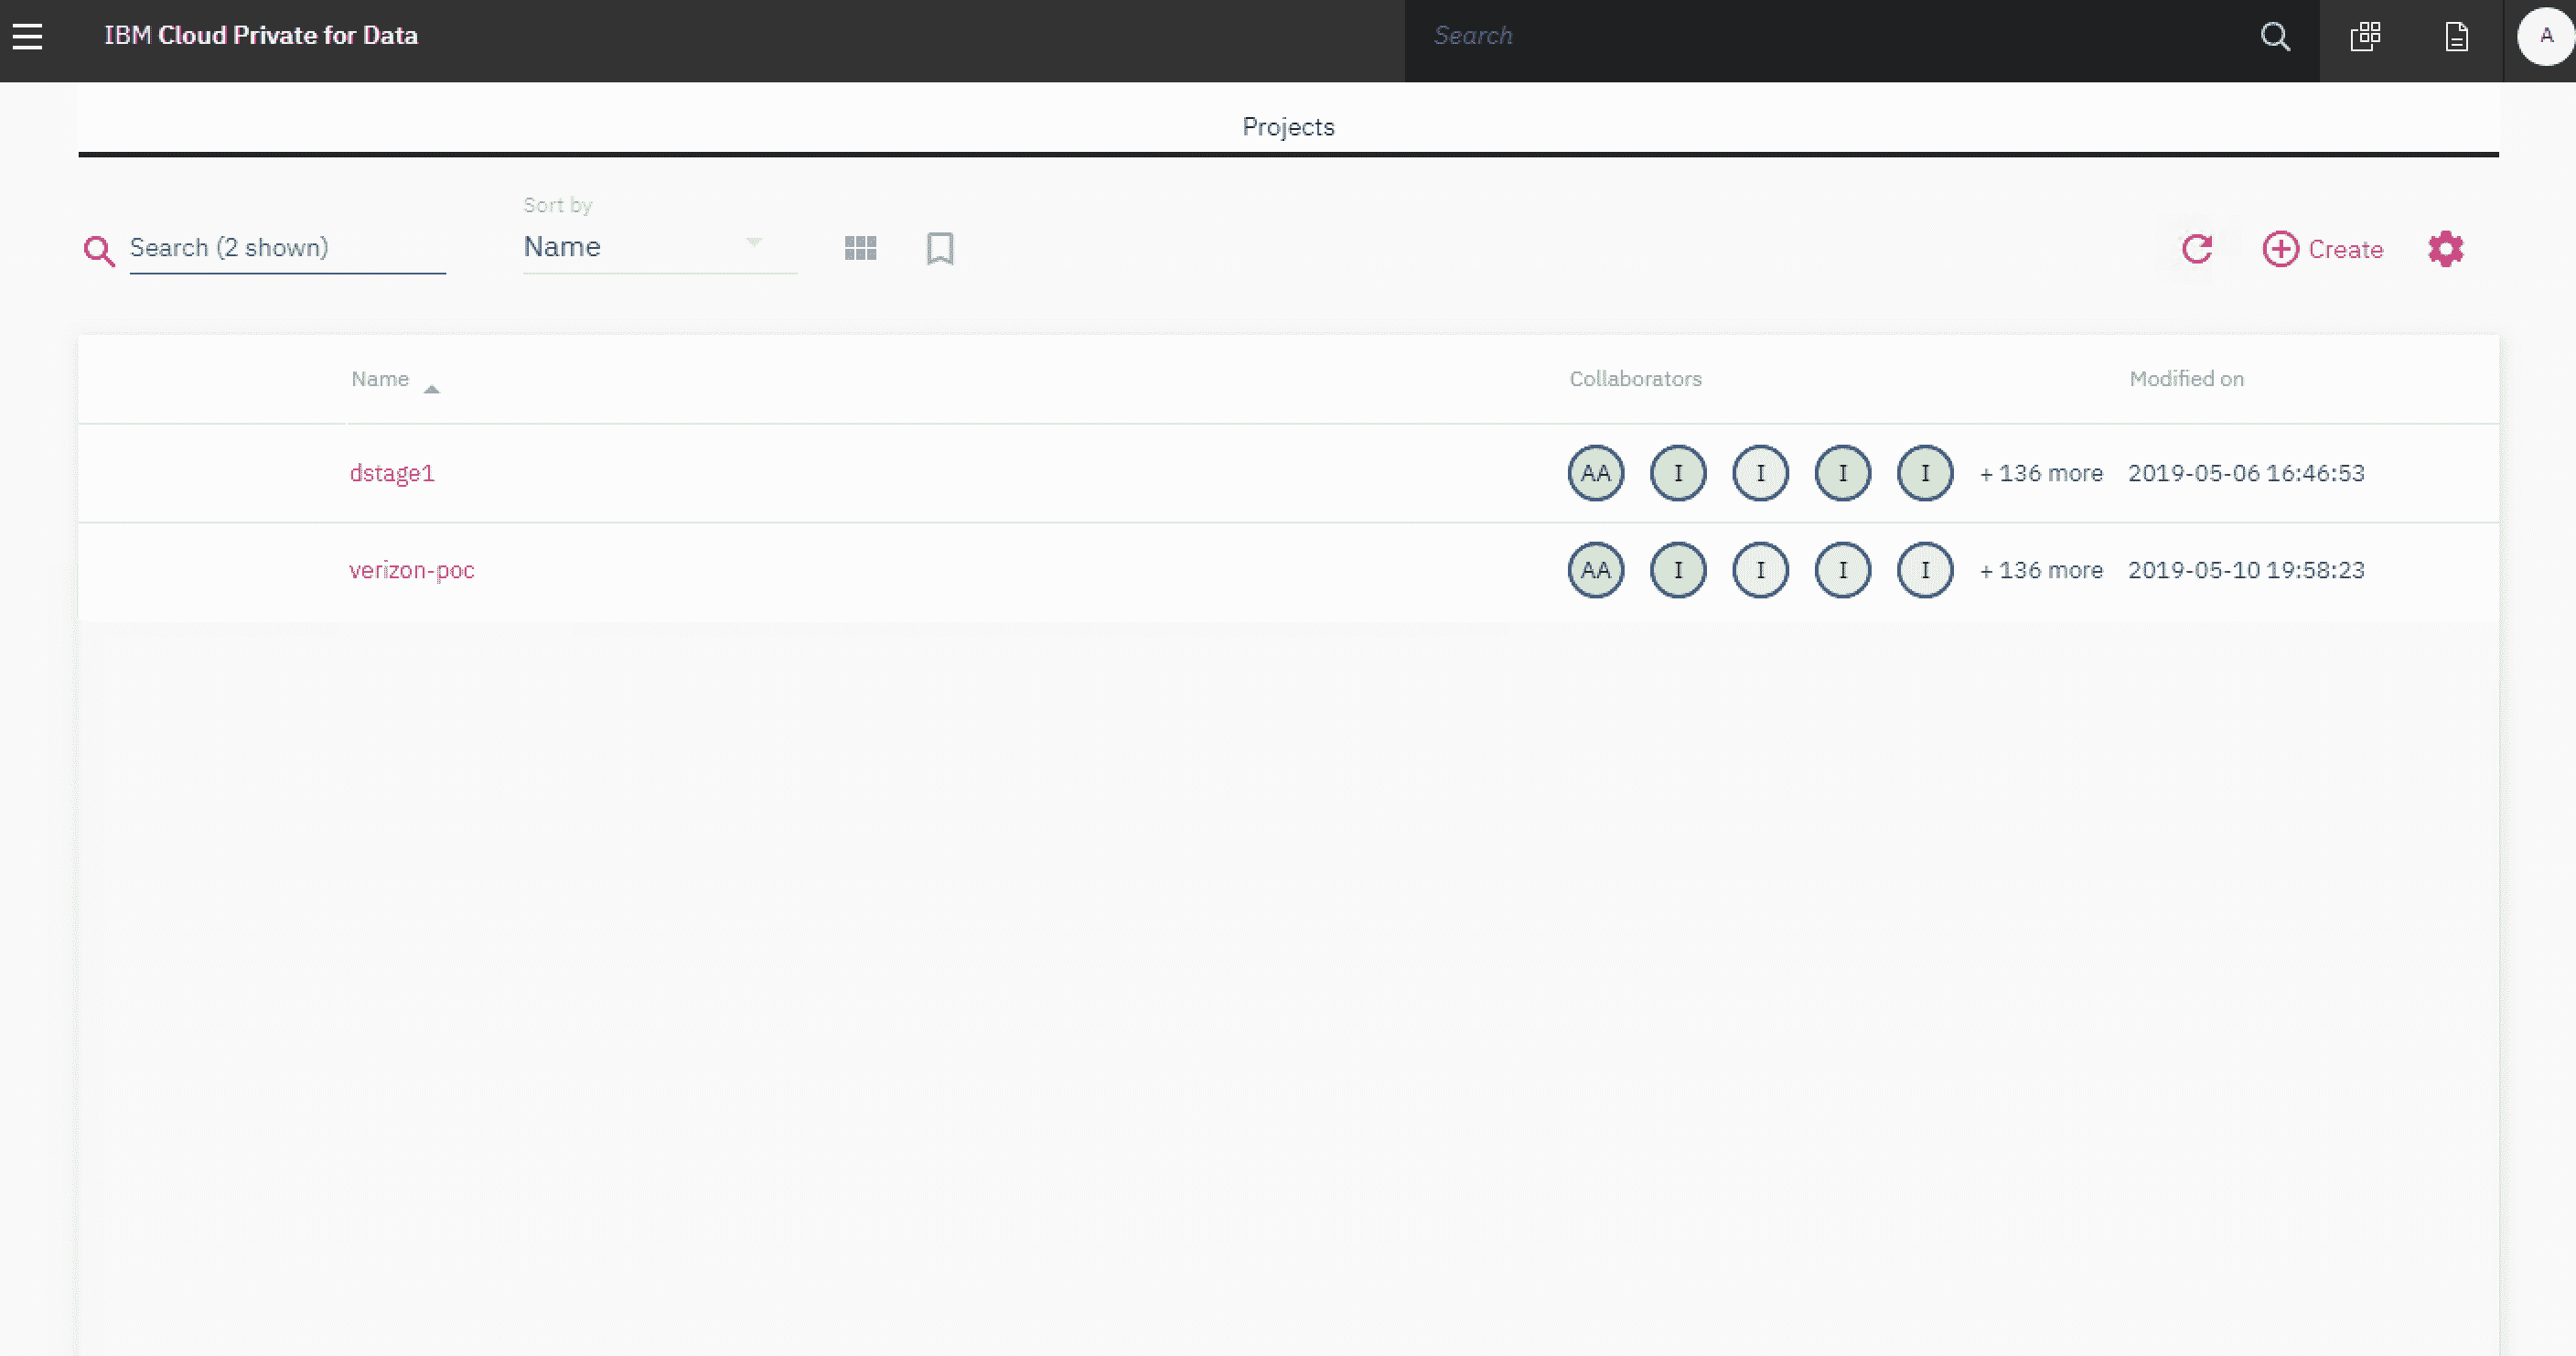 IBM Cloud Private for Data
Search
A
Projects
Sort by
Search (2 shown)
Name
Create
Name
Collaborators
Modified on
dstage1
AA
I
I
I
I
+ 136 more
2019-05-06 16:46:53
verizon-poc
AA
I
I
I
I
+ 136 more
2019-05-10 19:58:23